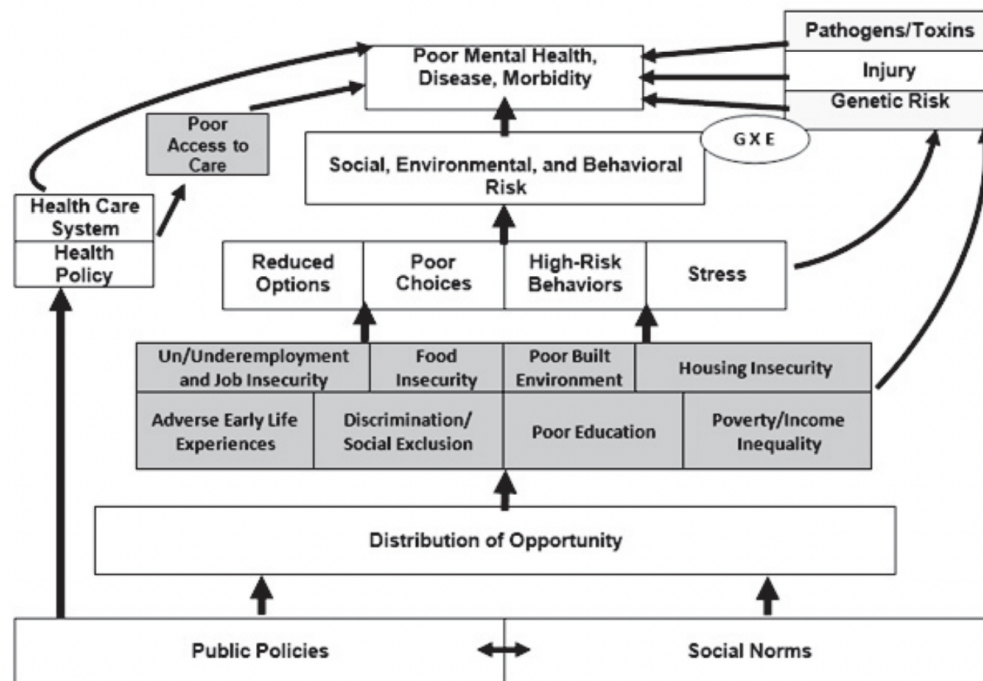 Poor Mental Health,
Disease, Morbidity
Pathogens/Toxins
Injury
Genetic Risk
G X E
Poor
Access to
Care
Social, Environmental, and Behavioral
Risk
Health Care
System
Health
Policy
Reduced
Options
Poor
Choices
High-Risk
Behaviors
Stress
Un/Underemployment
and Job Insecurity
Food
Insecurity
Poor Built
Environment
Housing Insecurity
Adverse Early Life
Experiences
Discrimination/
Social Exclusion
Poor Education
Poverty/Income
Inequality
Distribution of Opportunity
Public Policies
Social Norms